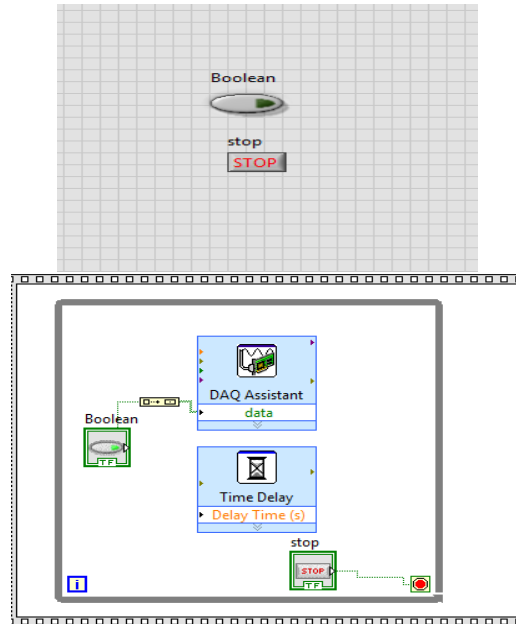 Boolean
stop
STOP
DAQ Assistant
data
Boolean
TF
Time Delay
Delay Time (s)
stop
STOP
TF
i